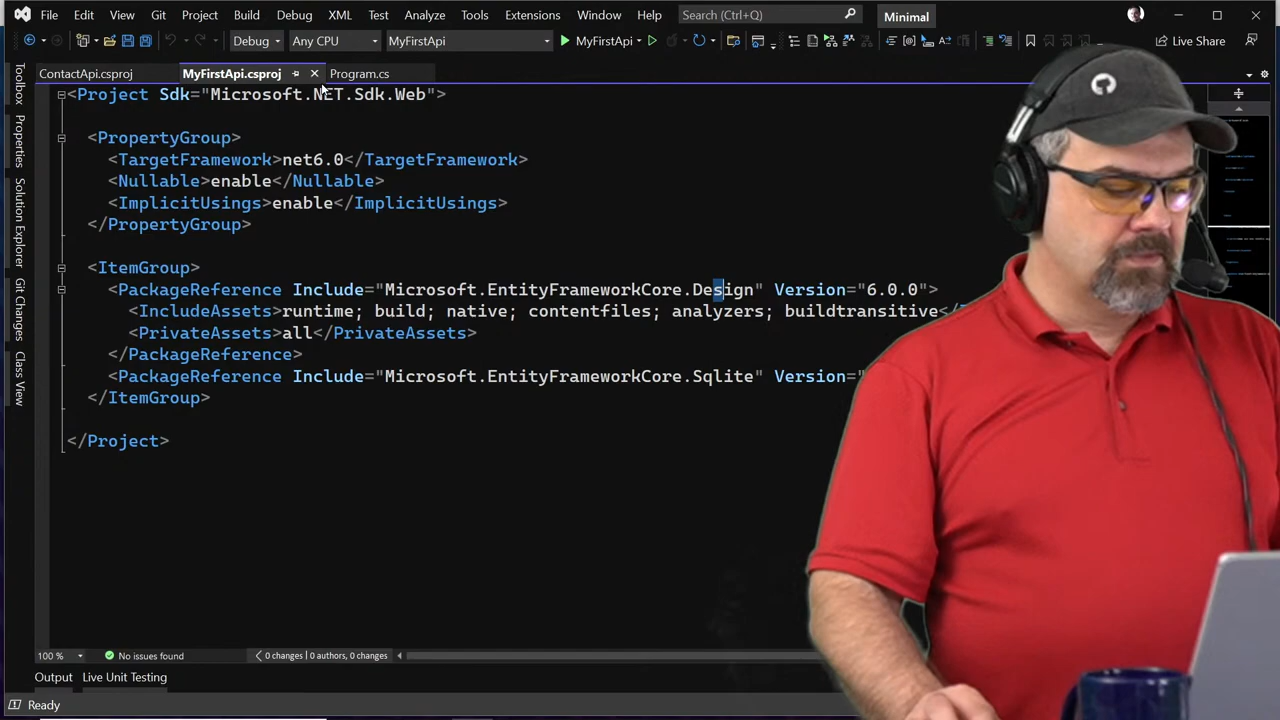 File Edit View Git Project Build Debug XML Test Analyze Tools Extensions Window Help Search (Ctrl+Q) Minimal
Debug Any CPU MyFirstApi MyFirstApi Live Share
ContactApi.csproj MyFirstApi.csproj Program.cs
Toolbox
Properties
Solution Explorer
Git Changes
Class View
<Project Sdk="Microsoft.NET.Sdk.Web">
<PropertyGroup>
<TargetFramework>net6.0</TargetFramework>
<Nullable>enable</Nullable>
<ImplicitUsings>enable</ImplicitUsings>
</PropertyGroup>
<ItemGroup>
<PackageReference Include="Microsoft.EntityFrameworkCore.Design" Version="6.0.0">
<IncludeAssets>runtime; build; native; contentfiles; analyzers; buildtransitive</
<PrivateAssets>all</PrivateAssets>
</PackageReference>
<PackageReference Include="Microsoft.EntityFrameworkCore.Sqlite" Version="
</ItemGroup>
</Project>
100 % No issues found 0 changes | 0 authors, 0 changes
Output Live Unit Testing
Ready